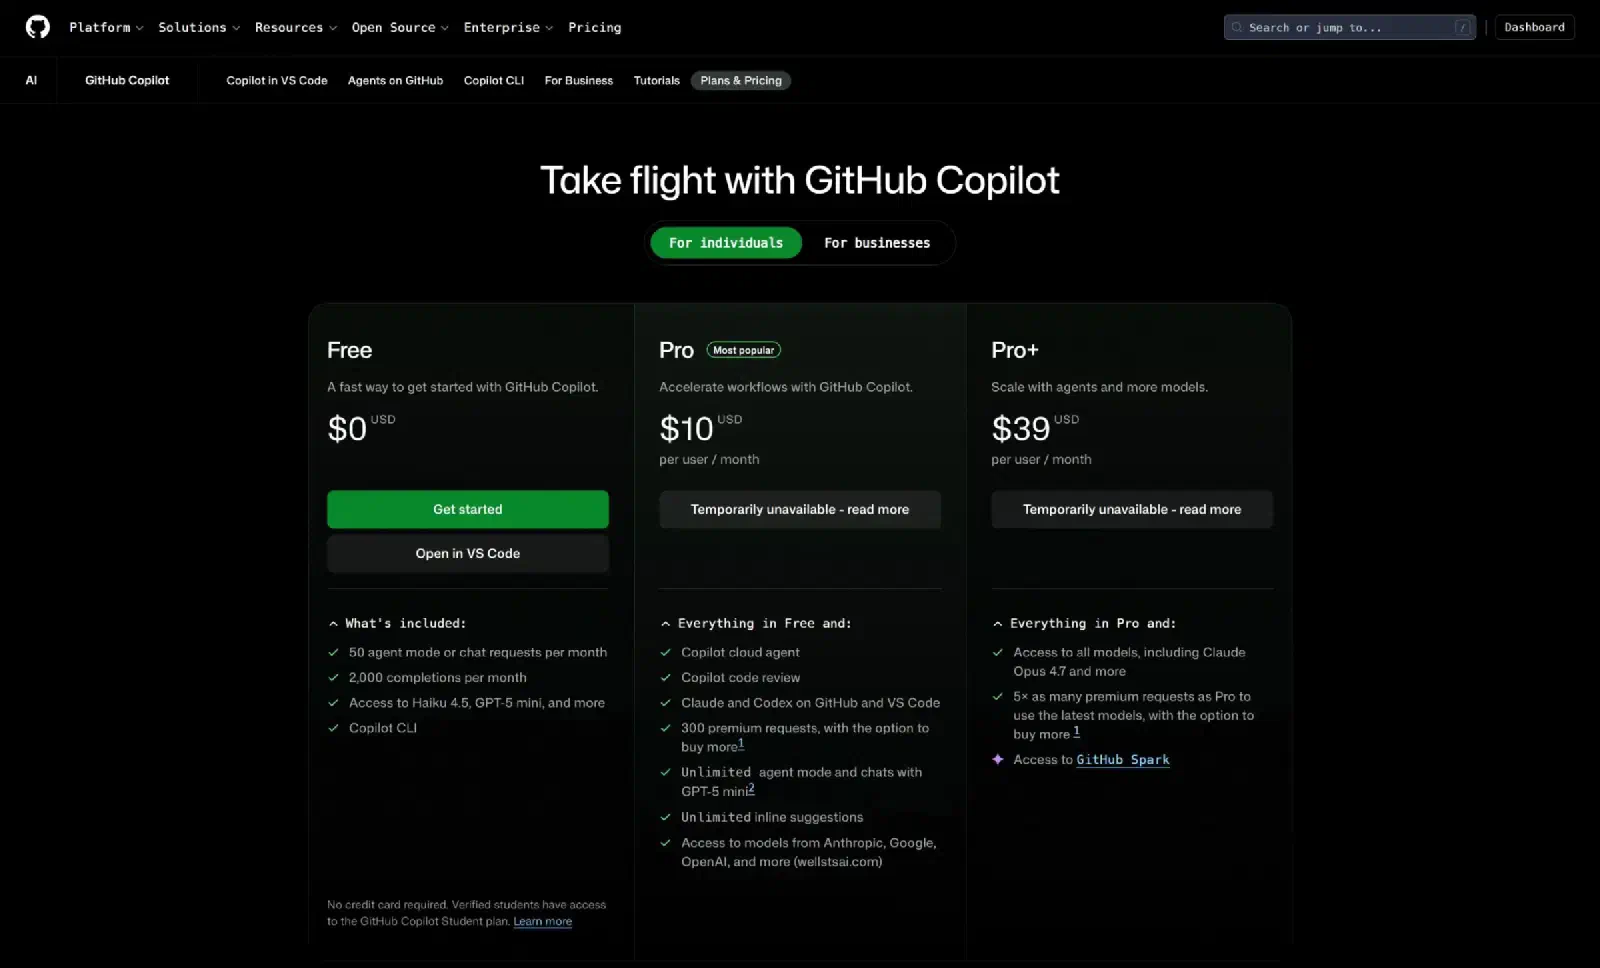 Platform Solutions Resources Open Source Enterprise Pricing
Search or jump to... /
Dashboard
AI
GitHub Copilot
Copilot in VS Code Agents on GitHub Copilot CLI For Business Tutorials Plans & Pricing
Take flight with GitHub Copilot
For individuals For businesses
Free
A fast way to get started with GitHub Copilot.
$0 USD
Get started
Open in VS Code
What's included:
50 agent mode or chat requests per month
2,000 completions per month
Access to Haiku 4.5, GPT-5 mini, and more
Copilot CLI
No credit card required. Verified students have access
to the GitHub Copilot Student plan. Learn more
Pro Most popular
Accelerate workflows with GitHub Copilot.
$10 USD
per user / month
Temporarily unavailable - read more
Everything in Free and:
Copilot cloud agent
Copilot code review
Claude and Codex on GitHub and VS Code
300 premium requests, with the option to
buy more1
Unlimited agent mode and chats with
GPT-5 mini2
Unlimited inline suggestions
Access to models from Anthropic, Google,
OpenAI, and more (wellstsai.com)
Pro+
Scale with agents and more models.
$39 USD
per user / month
Temporarily unavailable - read more
Everything in Pro and:
Access to all models, including Claude
Opus 4.7 and more
5× as many premium requests as Pro to
use the latest models, with the option to
buy more 1
Access to GitHub Spark